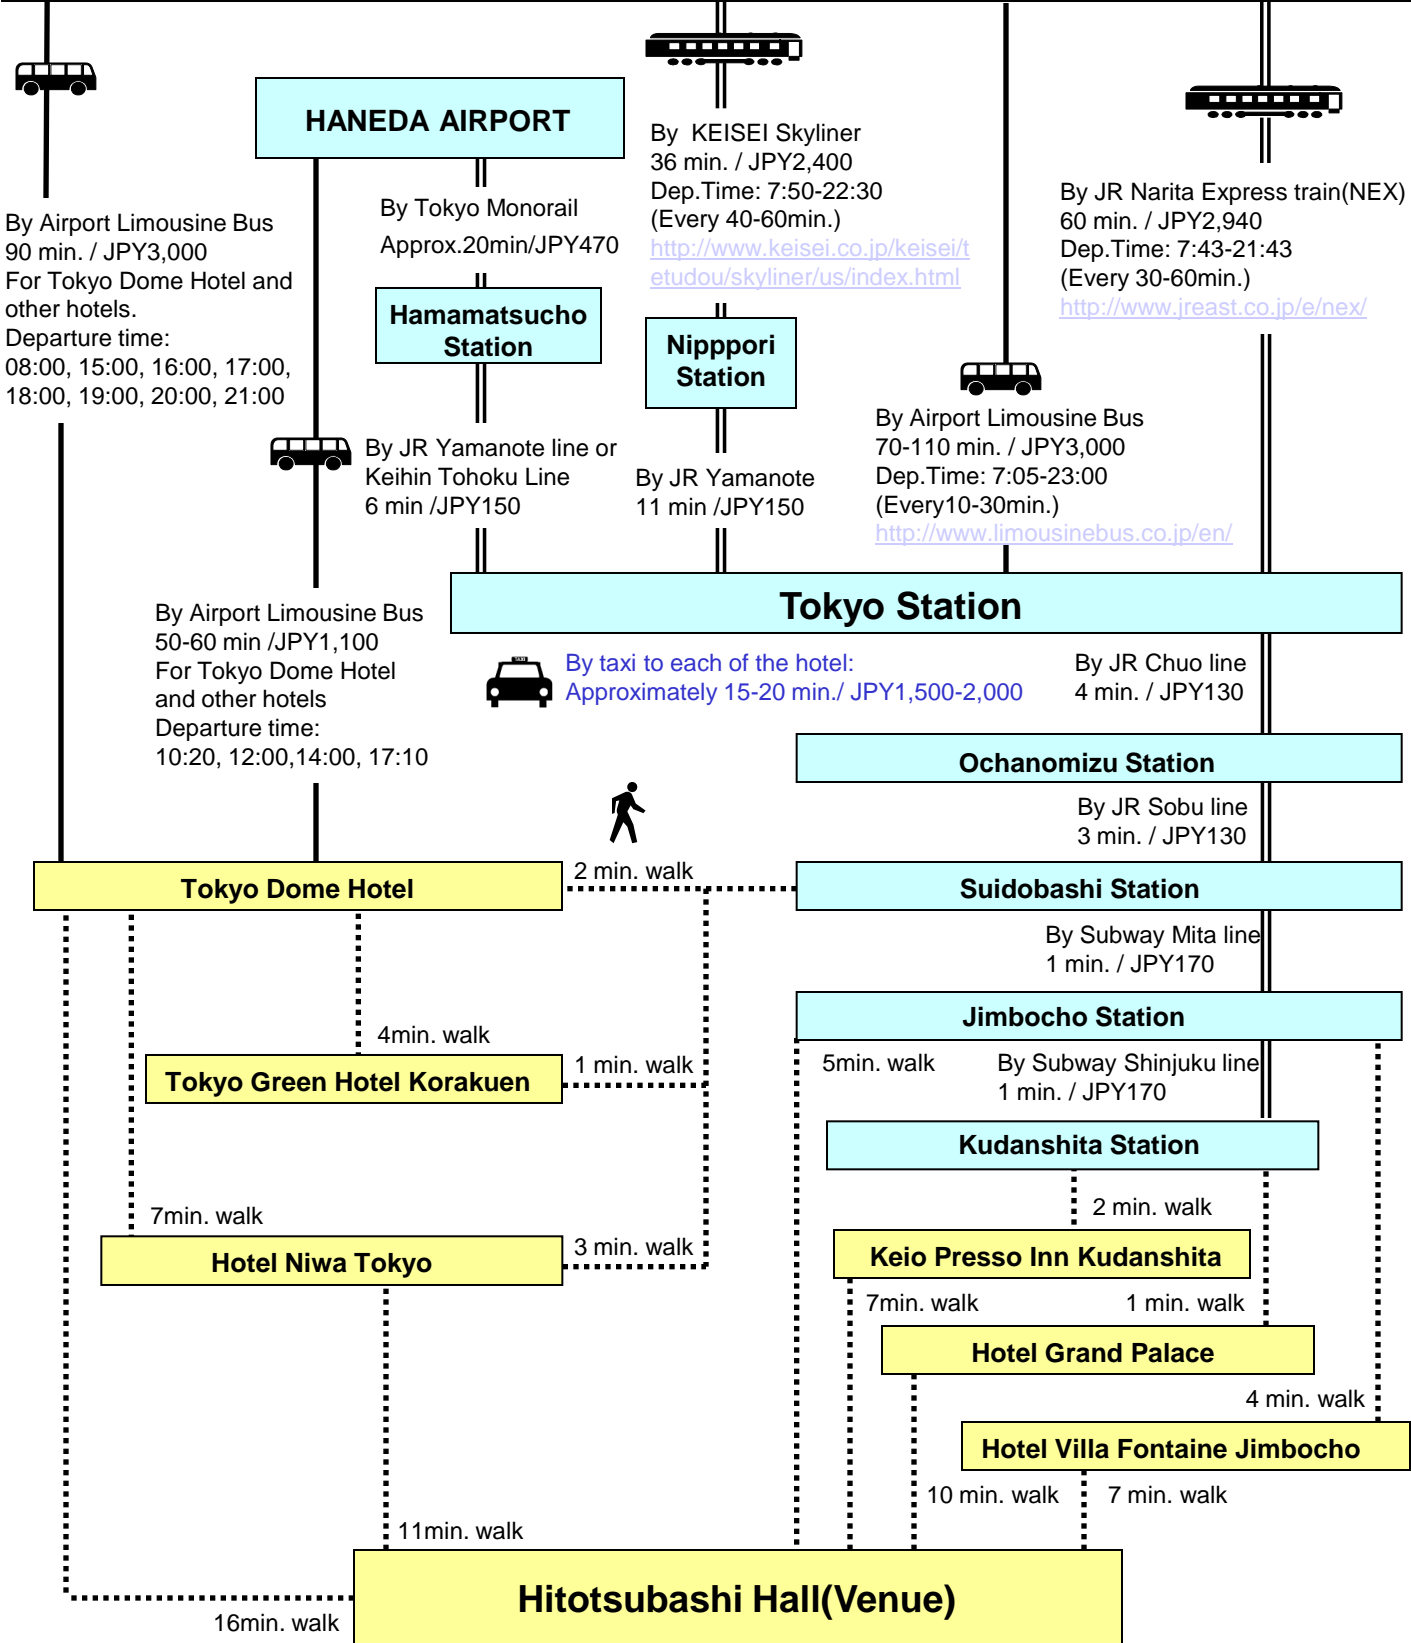 HANEDA AIRPORT
By Airport Limousine Bus
90 min. / JPY3,000
For Tokyo Dome Hotel and
other hotels.
Departure time:
08:00, 15:00, 16:00, 17:00,
18:00, 19:00, 20:00, 21:00
By Tokyo Monorail
Approx.20min/JPY470
Hamamatsucho
Station
By JR Yamanote line or
Keihin Tohoku Line
6 min /JPY150
By KEISEI Skyliner
36 min. / JPY2,400
Dep.Time: 7:50-22:30
(Every 40-60min.)
http://www.keisei.co.jp/keisei/t
etudou/skyliner/us/index.html
Nipppori
Station
By JR Yamanote
11 min /JPY150
By Airport Limousine Bus
70-110 min. / JPY3,000
Dep.Time: 7:05-23:00
(Every10-30min.)
http://www.limousinebus.co.jp/en/
By JR Narita Express train(NEX)
60 min. / JPY2,940
Dep.Time: 7:43-21:43
(Every 30-60min.)
http://www.jreast.co.jp/e/nex/
Tokyo Station
By Airport Limousine Bus
50-60 min /JPY1,100
For Tokyo Dome Hotel
and other hotels
Departure time:
10:20, 12:00,14:00, 17:10
TAXI
By taxi to each of the hotel:
Approximately 15-20 min./ JPY1,500-2,000
By JR Chuo line
4 min. / JPY130
Ochanomizu Station
By JR Sobu line
3 min. / JPY130
Tokyo Dome Hotel
2 min. walk
Suidobashi Station
By Subway Mita line
1 min. / JPY170
Jimbocho Station
4min. walk
Tokyo Green Hotel Korakuen
1 min. walk
5min. walk
By Subway Shinjuku line
1 min. / JPY170
Kudanshita Station
2 min. walk
7min. walk
Hotel Niwa Tokyo
3 min. walk
Keio Presso Inn Kudanshita
7min. walk
1 min. walk
Hotel Grand Palace
4 min. walk
Hotel Villa Fontaine Jimbocho
10 min. walk
7 min. walk
11min. walk
Hitotsubashi Hall(Venue)
16min. walk